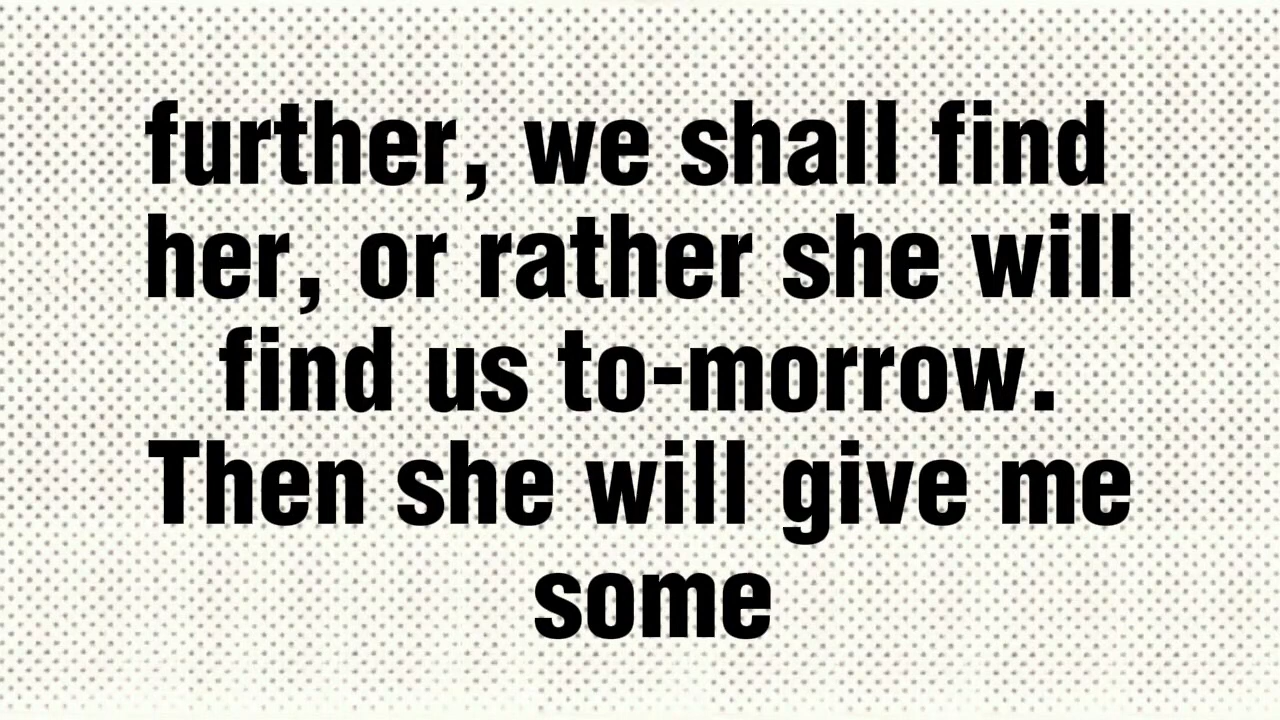 further, we shall find
her, or rather she will
find us to-morrow.
Then she will give me
some